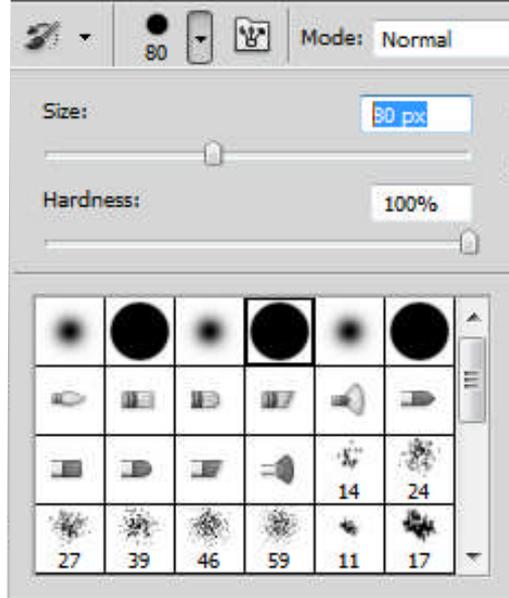 80
Mode: Normal
Size: 80 px
Hardness: 100%
14 24
27 39 46 59 11 17